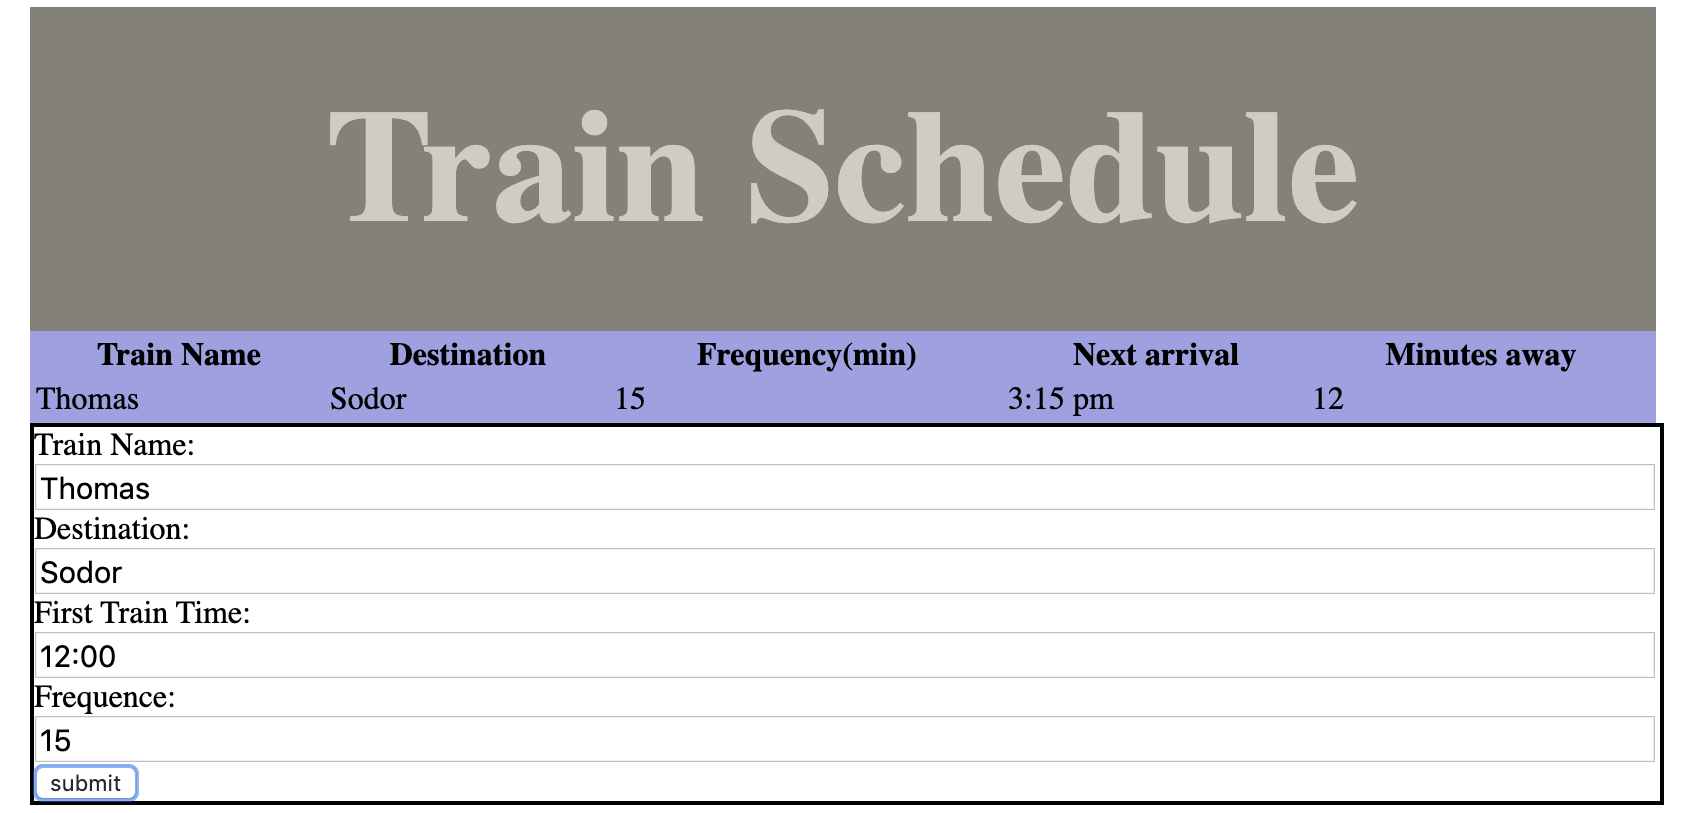 Train Schedule
Train Name Destination Frequency(min) Next arrival Minutes away
Thomas Sodor 15 3:15 pm 12
Train Name:
Thomas
Destination:
Sodor
First Train Time:
12:00
Frequence:
15
submit